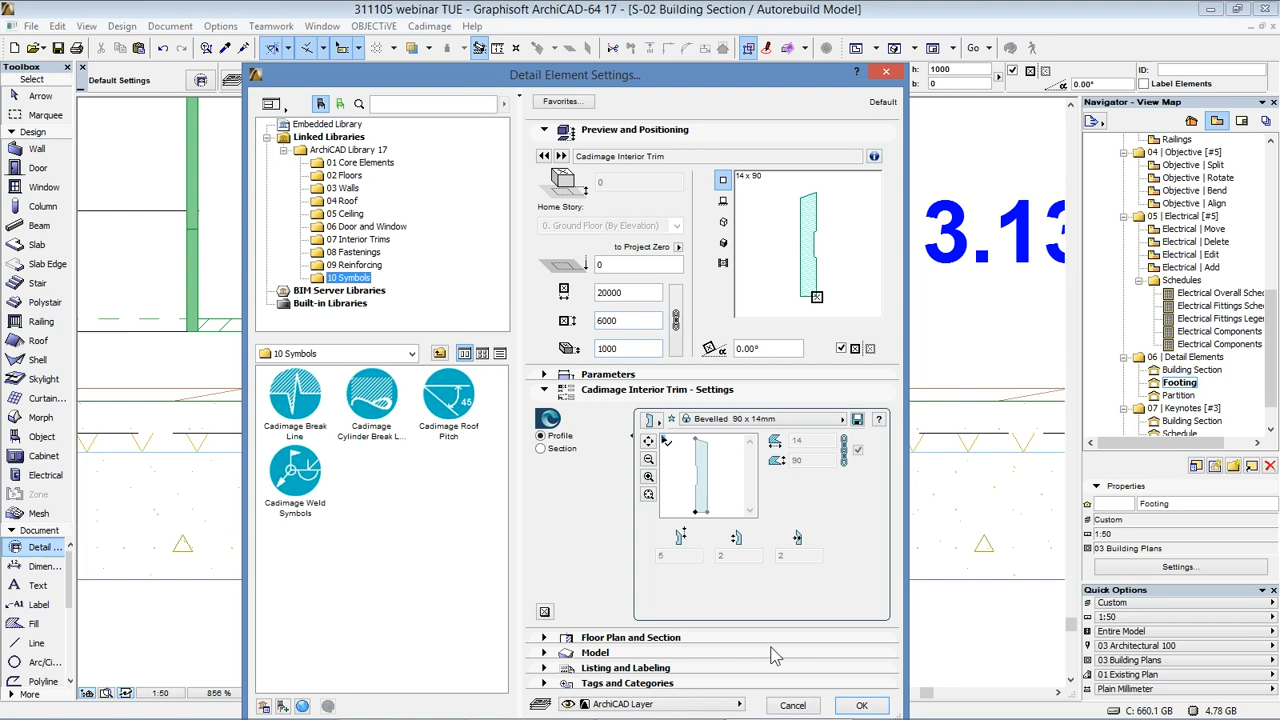 311105 webinar TUE - Graphisoft ArchiCAD-64 17 - [S-02 Building Section / Autorebuild Model]
File Edit View Design Document Options Teamwork Window Symbol OBJECTiVE Cadimage Help
Go
Toolbox
Select
Arrow
Marquee
Design
Wall
Door
Window
Column
Beam
Slab
Slab Edge
Stair
Polystair
Railing
Roof
Shell
Skylight
Curtain...
Morph
Object
Cabinet
Electrical
Zone
Mesh
Document
Detail ...
Dimen...
Text
Label
Fill
Line
Arc/Ci...
Polyline
More
Default Settings
1:50
856 %
Detail Element Settings...
?
Embedded Library
Linked Libraries
ArchiCAD Library 17
01 Core Elements
02 Floors
03 Walls
04 Roof
05 Ceiling
06 Door and Window
07 Interior Trims
08 Fastenings
09 Reinforcing
10 Symbols
BIM Server Libraries
Built-in Libraries
10 Symbols
Cadimage Break Line
Cadimage Cylinder Break L...
Cadimage Roof Pitch
45
Cadimage Weld Symbols
Favorites...
Default
Preview and Positioning
Cadimage Interior Trim
0
Home Story:
0. Ground Floor (By Elevation)
to Project Zero
0
20000
6000
1000
14 x 90
0.00°
Parameters
Cadimage Interior Trim - Settings
Profile
Section
Bevelled 90 x 14mm
?
14
90
5
2
2
Floor Plan and Section
Model
Listing and Labeling
Tags and Categories
ArchiCAD Layer
Cancel
OK
h: 1000
b: 0
0.00°
ID:
Label Elements
3.13
Navigator - View Map
Railings
04 | Objective [#5]
Objective | Split
Objective | Rotate
Objective | Bend
Objective | Align
05 | Electrical [#5]
Electrical | Move
Electrical | Delete
Electrical | Edit
Electrical | Add
Schedules
Electrical Overall Sche
Electrical Fittings Sche
Electrical Fittings Lege
Electrical Components
Electrical Components
06 | Detail Elements
Building Section
Footing
Partition
07 | Keynotes [#3]
Building Section
Schedule
Properties
Footing
Custom
1:50
03 Building Plans
Settings...
Quick Options
Custom
1:50
Entire Model
03 Architectural 100
03 Building Plans
01 Existing Plan
Plain Millimeter
C: 660.1 GB
4.78 GB